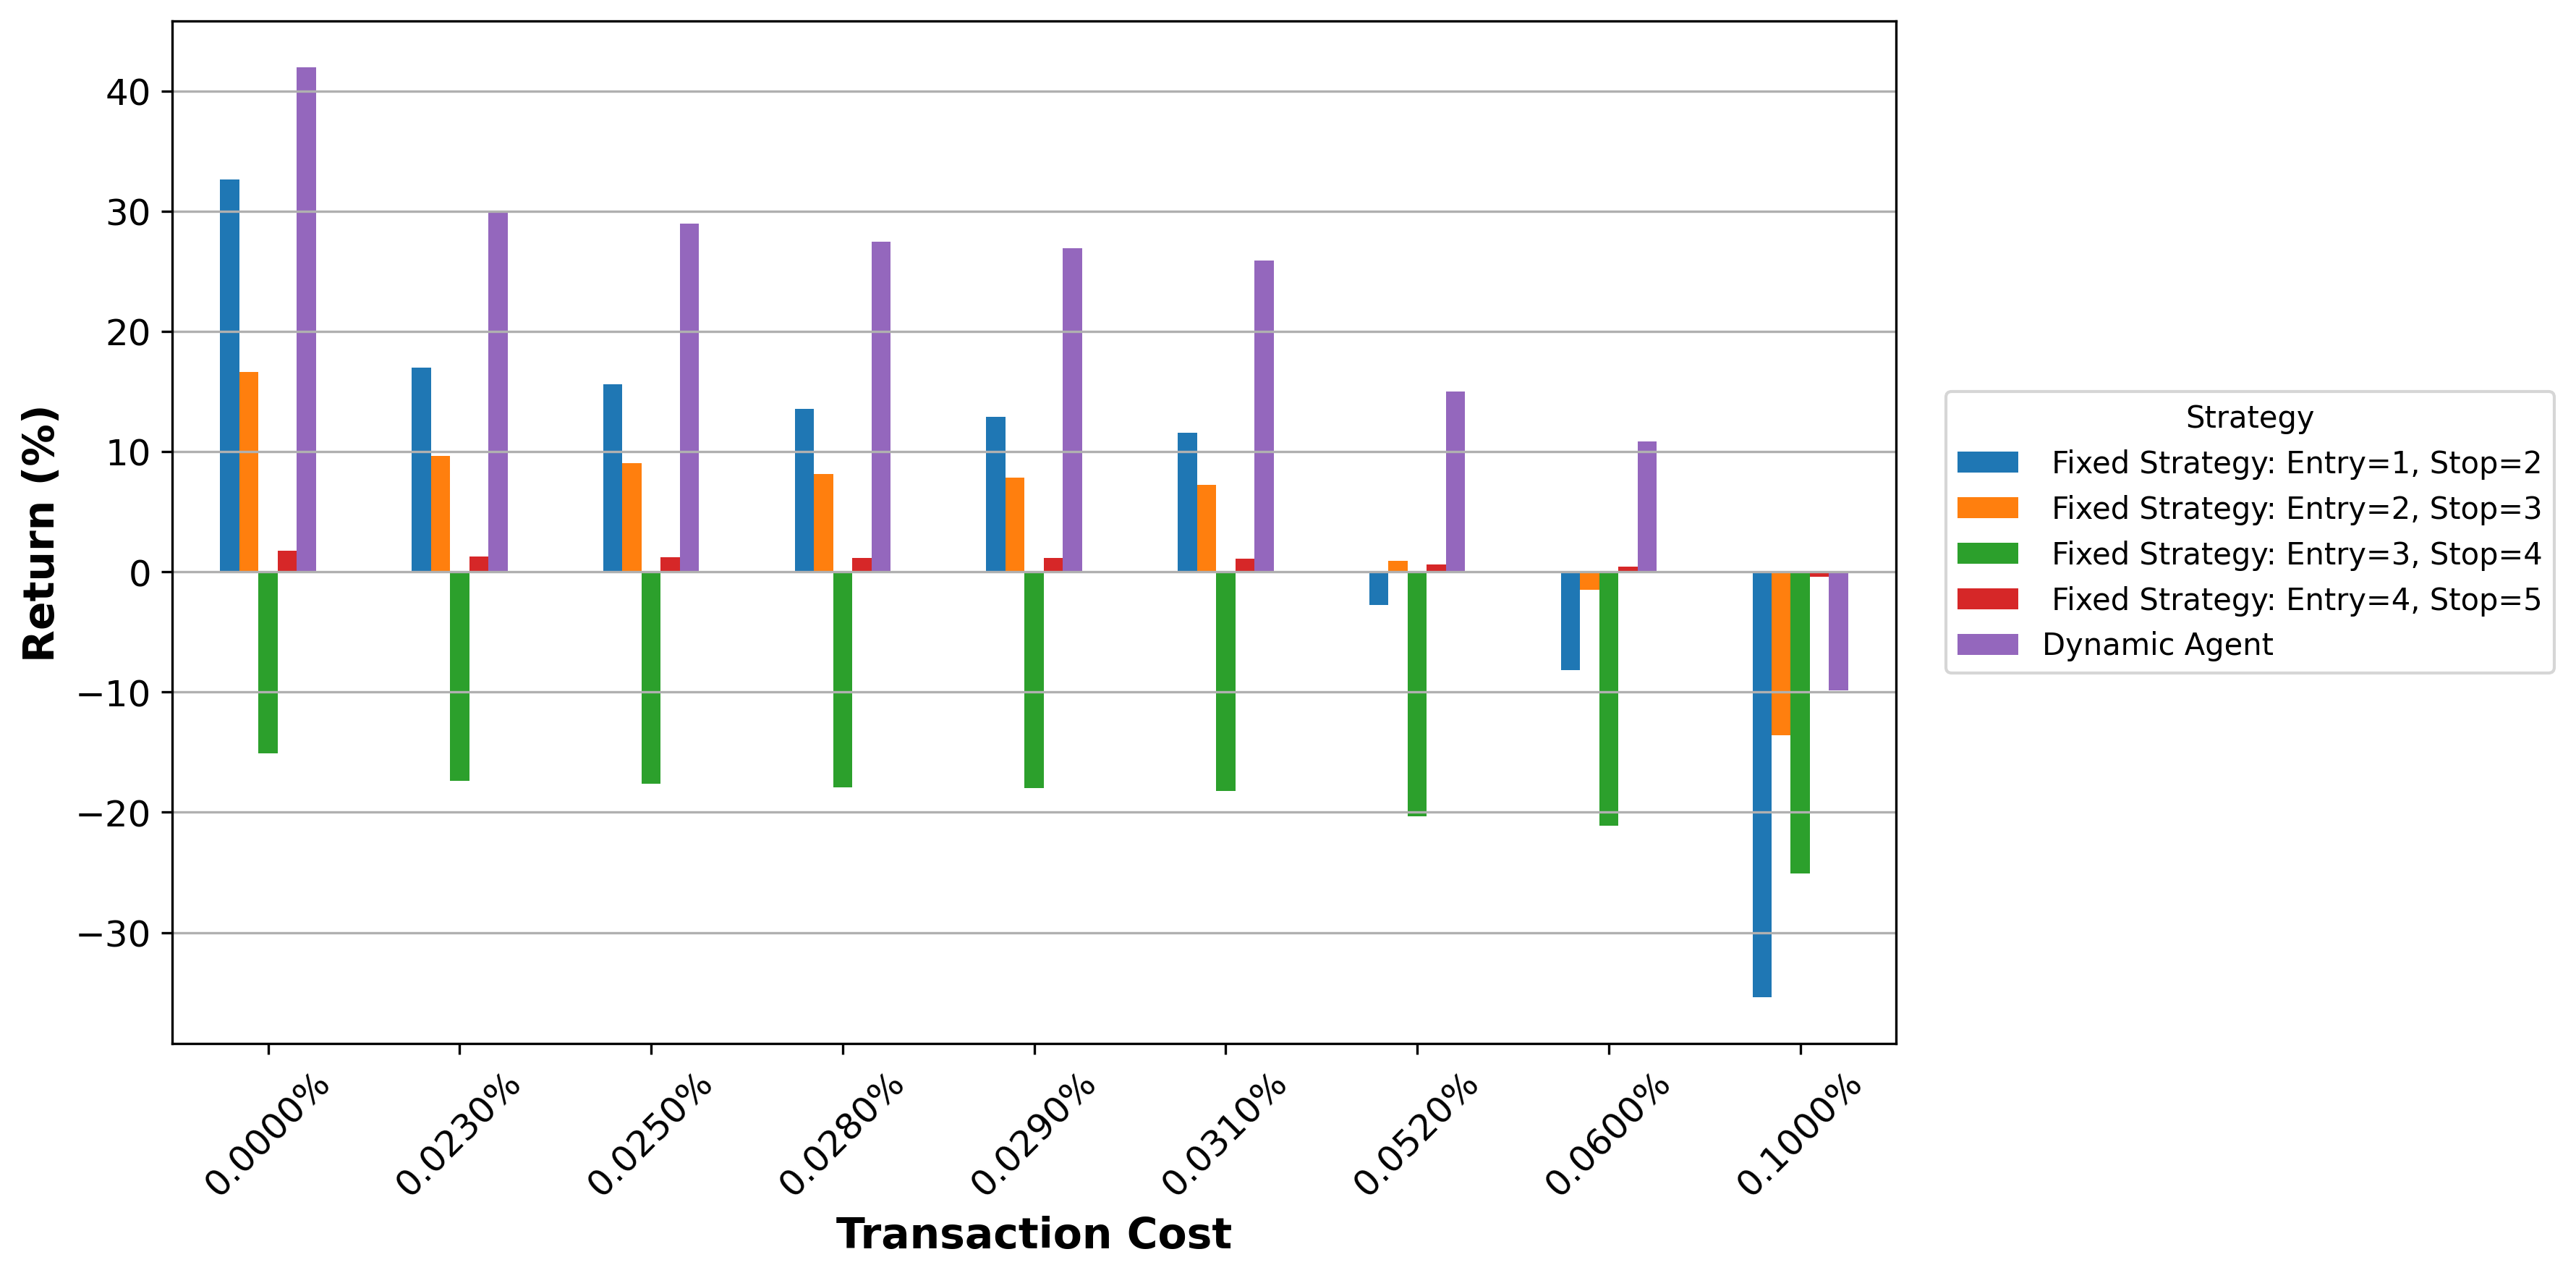 40
30
20
10
0
−10
−20
−30
Return (%)
0.0000%
0.0230%
0.0250%
0.0280%
0.0290%
0.0310%
0.0520%
0.0600%
0.1000%
Transaction Cost
Strategy
Fixed Strategy: Entry=1, Stop=2
Fixed Strategy: Entry=2, Stop=3
Fixed Strategy: Entry=3, Stop=4
Fixed Strategy: Entry=4, Stop=5
Dynamic Agent